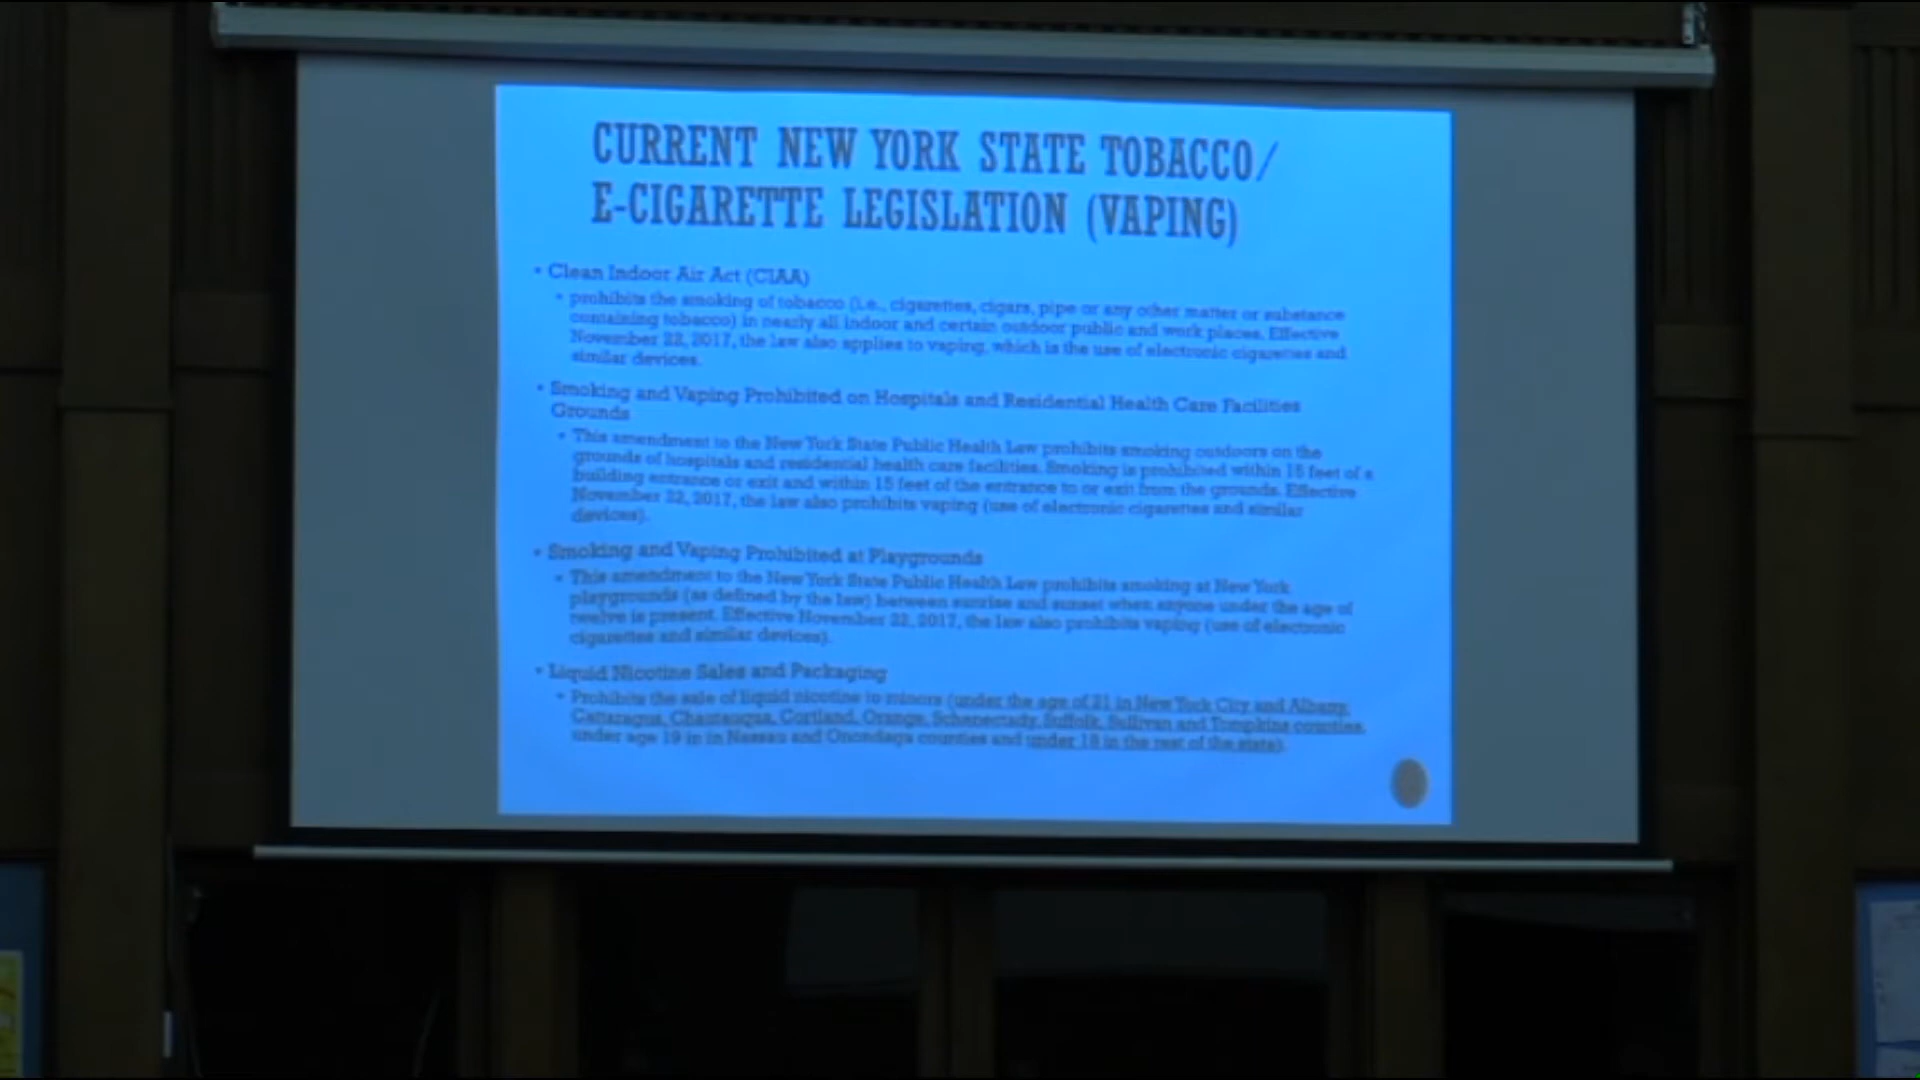 CURRENT NEW YORK STATE TOBACCO/
E-CIGARETTE LEGISLATION (VAPING)
• Clean Indoor Air Act (CIAA)
• prohibits the smoking of tobacco (i.e., cigarettes, cigars, pipe or any other matter or substance
containing tobacco) in nearly all indoor and certain outdoor public and work places. Effective
November 22, 2017, the law also applies to vaping, which is the use of electronic cigarettes and
similar devices.
• Smoking and Vaping Prohibited on Hospitals and Residential Health Care Facilities
Grounds
• This amendment to the New York State Public Health Law prohibits smoking outdoors on the
grounds of hospitals and residential health care facilities. Smoking is prohibited within 15 feet of a
building entrance or exit and within 15 feet of the entrance to or exit from the grounds. Effective
November 22, 2017, the law also prohibits vaping (use of electronic cigarettes and similar
devices).
• Smoking and Vaping Prohibited at Playgrounds
• This amendment to the New York State Public Health Law prohibits smoking at New York
playgrounds (as defined by the law) between sunrise and sunset when anyone under the age of
twelve is present. Effective November 22, 2017, the law also prohibits vaping (use of electronic
cigarettes and similar devices).
• Liquid Nicotine Sales and Packaging
• Prohibits the sale of liquid nicotine to minors (under the age of 21 in New York City and Albany,
Cattaragus, Chautauqua, Cortland, Orange, Schenectady, Suffolk, Sullivan and Tompkins counties,
under age 19 in in Nassau and Onondaga counties and under 18 in the rest of the state).